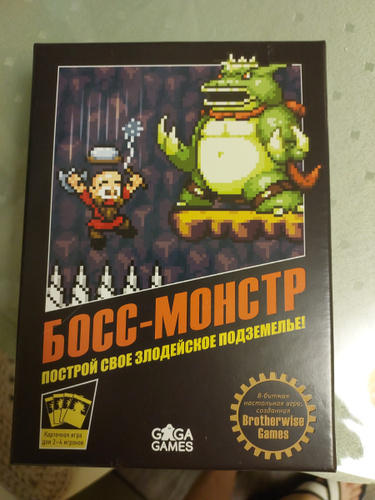 БОСС-МОНСТР
ПОСТРОЙ СВОЕ ЗЛОДЕЙСКОЕ ПОДЗЕМЕЛЬЕ!
Карточная игра
для 2-4 игроков
GAGA
GAMES
8-битная
настольная игра,
созданная
Brotherwise
Games